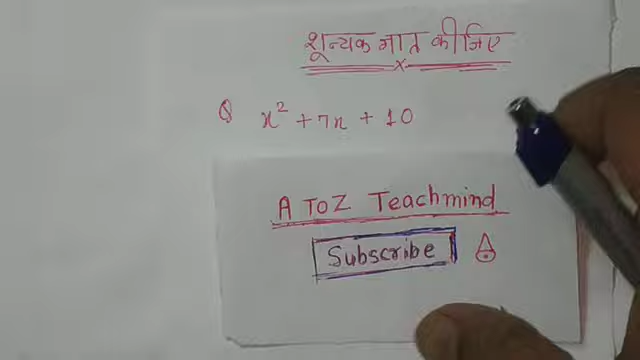 शून्यक ज्ञात कीजिए
x
Q x² + 7x + 10
A TO Z Teachmind
Subscribe